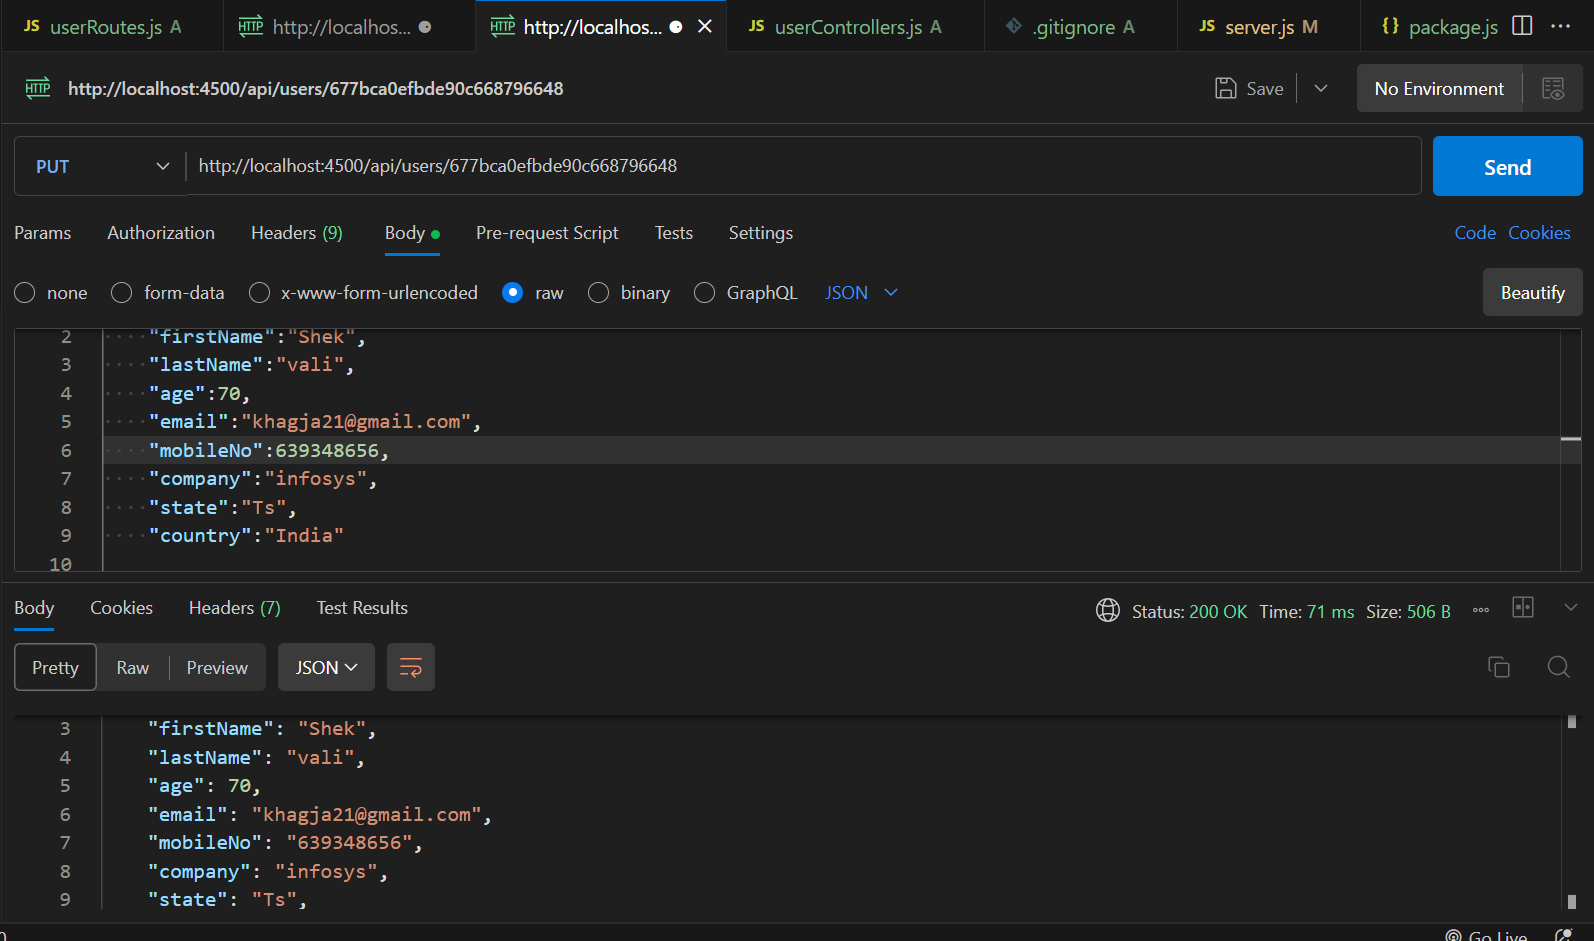 JS userRoutes.js A HTTP http://localhos... HTTP http://localhos... JS userControllers.js A .gitignore A JS server.js M {} package.js ...
HTTP http://localhost:4500/api/users/677bca0efbde90c668796648 Save No Environment
PUT http://localhost:4500/api/users/677bca0efbde90c668796648 Send
Params Authorization Headers (9) Body Pre-request Script Tests Settings Code Cookies
none form-data x-www-form-urlencoded raw binary GraphQL JSON Beautify
2 "firstName":"Shek",
3 "lastName":"vali",
4 "age":70,
5 "email":"khagja21@gmail.com",
6 "mobileNo":639348656,
7 "company":"infosys",
8 "state":"Ts",
9 "country":"India"
10
Body Cookies Headers (7) Test Results Status: 200 OK Time: 71 ms Size: 506 B
Pretty Raw Preview JSON
3 "firstName": "Shek",
4 "lastName": "vali",
5 "age": 70,
6 "email": "khagja21@gmail.com",
7 "mobileNo": "639348656",
8 "company": "infosys",
9 "state": "Ts",
Go Live